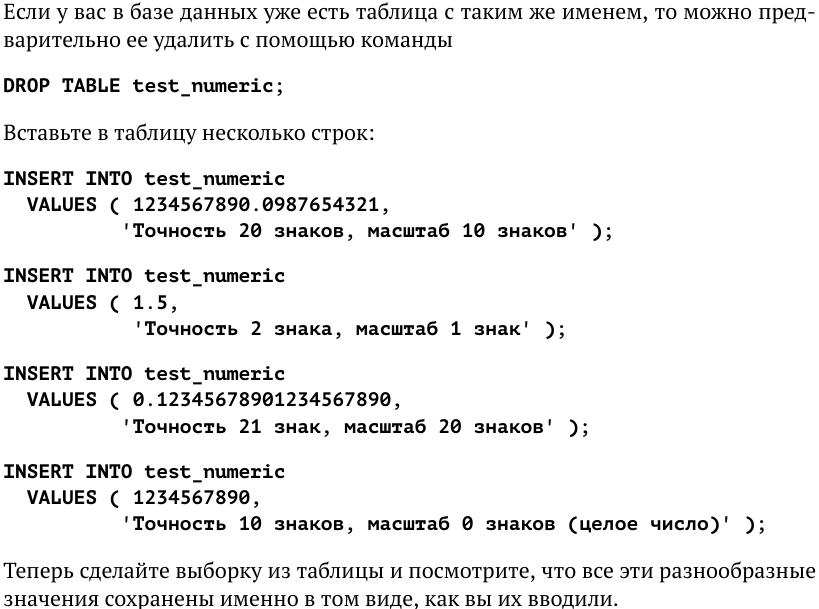 Если у вас в базе данных уже есть таблица с таким же именем, то можно пред-
варительно ее удалить с помощью команды
DROP TABLE test_numeric;
Вставьте в таблицу несколько строк:
INSERT INTO test_numeric
VALUES ( 1234567890.0987654321,
'Точность 20 знаков, масштаб 10 знаков' );
INSERT INTO test_numeric
VALUES ( 1.5,
'Точность 2 знака, масштаб 1 знак' );
INSERT INTO test_numeric
VALUES ( 0.12345678901234567890,
'Точность 21 знак, масштаб 20 знаков' );
INSERT INTO test_numeric
VALUES ( 1234567890,
'Точность 10 знаков, масштаб 0 знаков (целое число)' );
Теперь сделайте выборку из таблицы и посмотрите, что все эти разнообразные
значения сохранены именно в том виде, как вы их вводили.